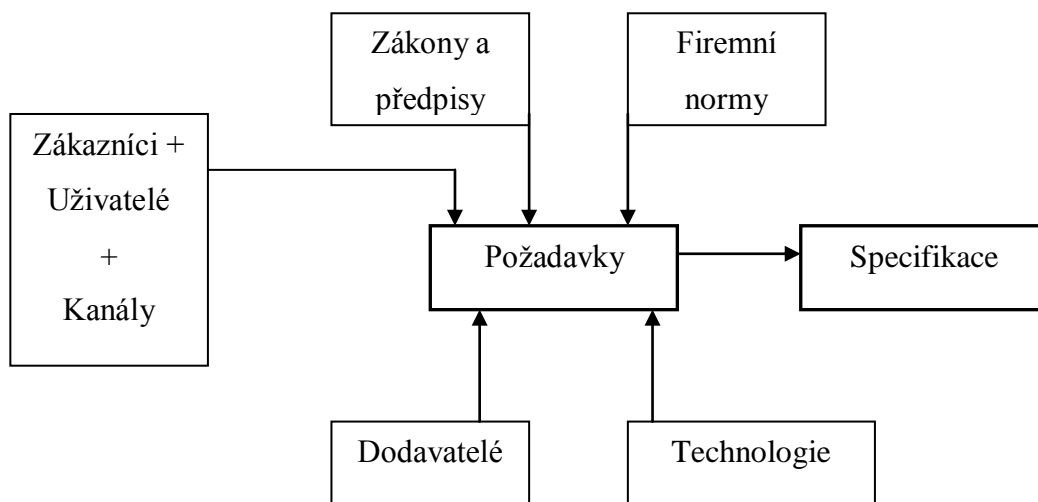 Zákony a
předpisy
Firemní
normy
Zákazníci +
Uživatelé
+
Kanály
Požadavky
Specifikace
Dodavatelé
Technologie